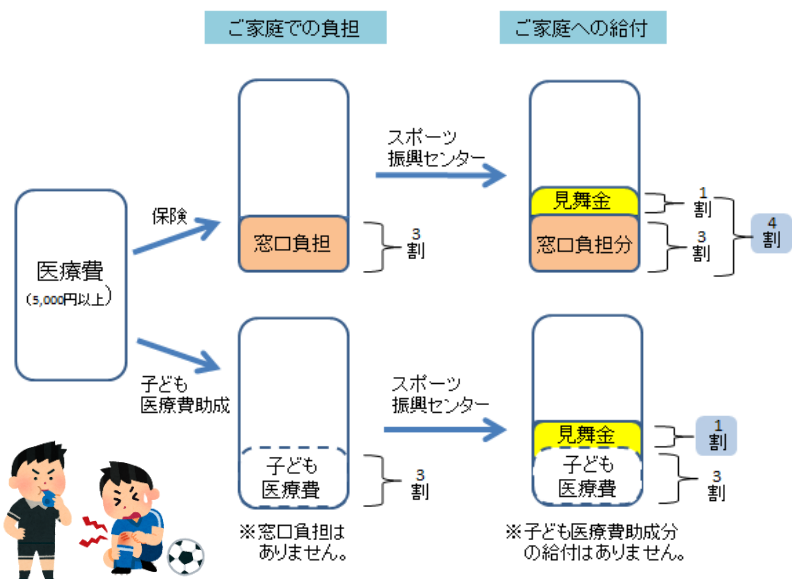 ご家庭での負担
ご家庭への給付
医療費
(5,000円以上)
保険
窓口負担
3
割
スポーツ
振興センター
見舞金
窓口負担分
1
割
3
割
4
割
子ども
医療費助成
子ども
医療費
3
割
※窓口負担は
ありません。
スポーツ
振興センター
見舞金
子ども
医療費
1
割
3
割
※子ども医療費助成分
の給付はありません。